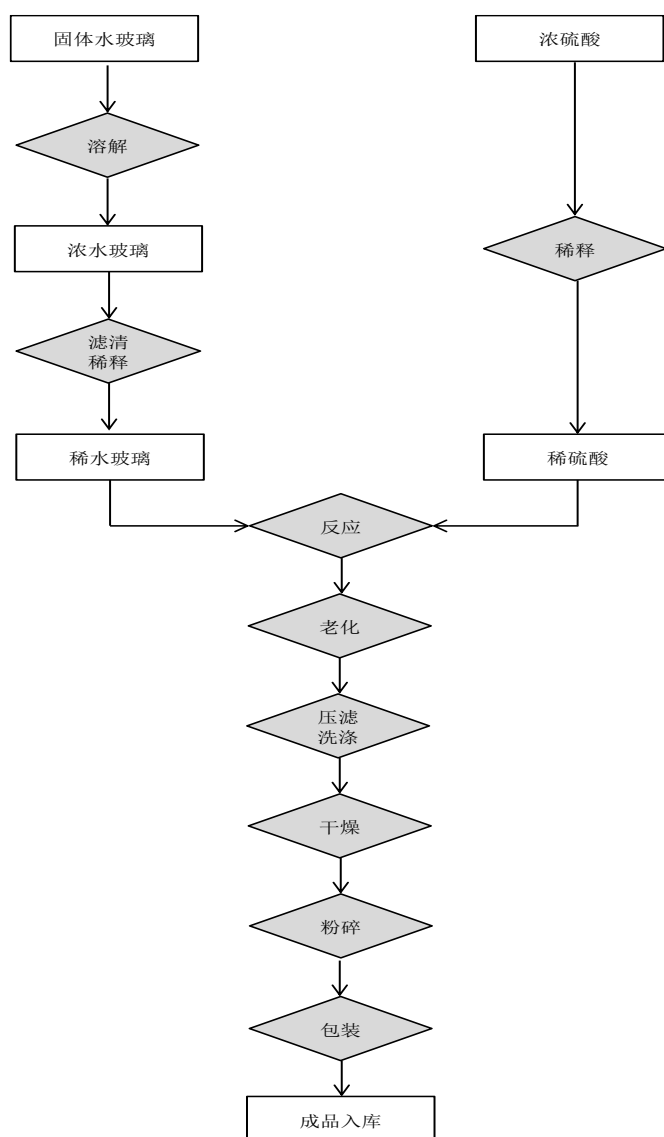 固体水玻璃
浓硫酸
溶解
浓水玻璃
稀释
滤清
稀释
稀水玻璃
稀硫酸
反应
老化
压滤
洗涤
干燥
粉碎
包装
成品入库